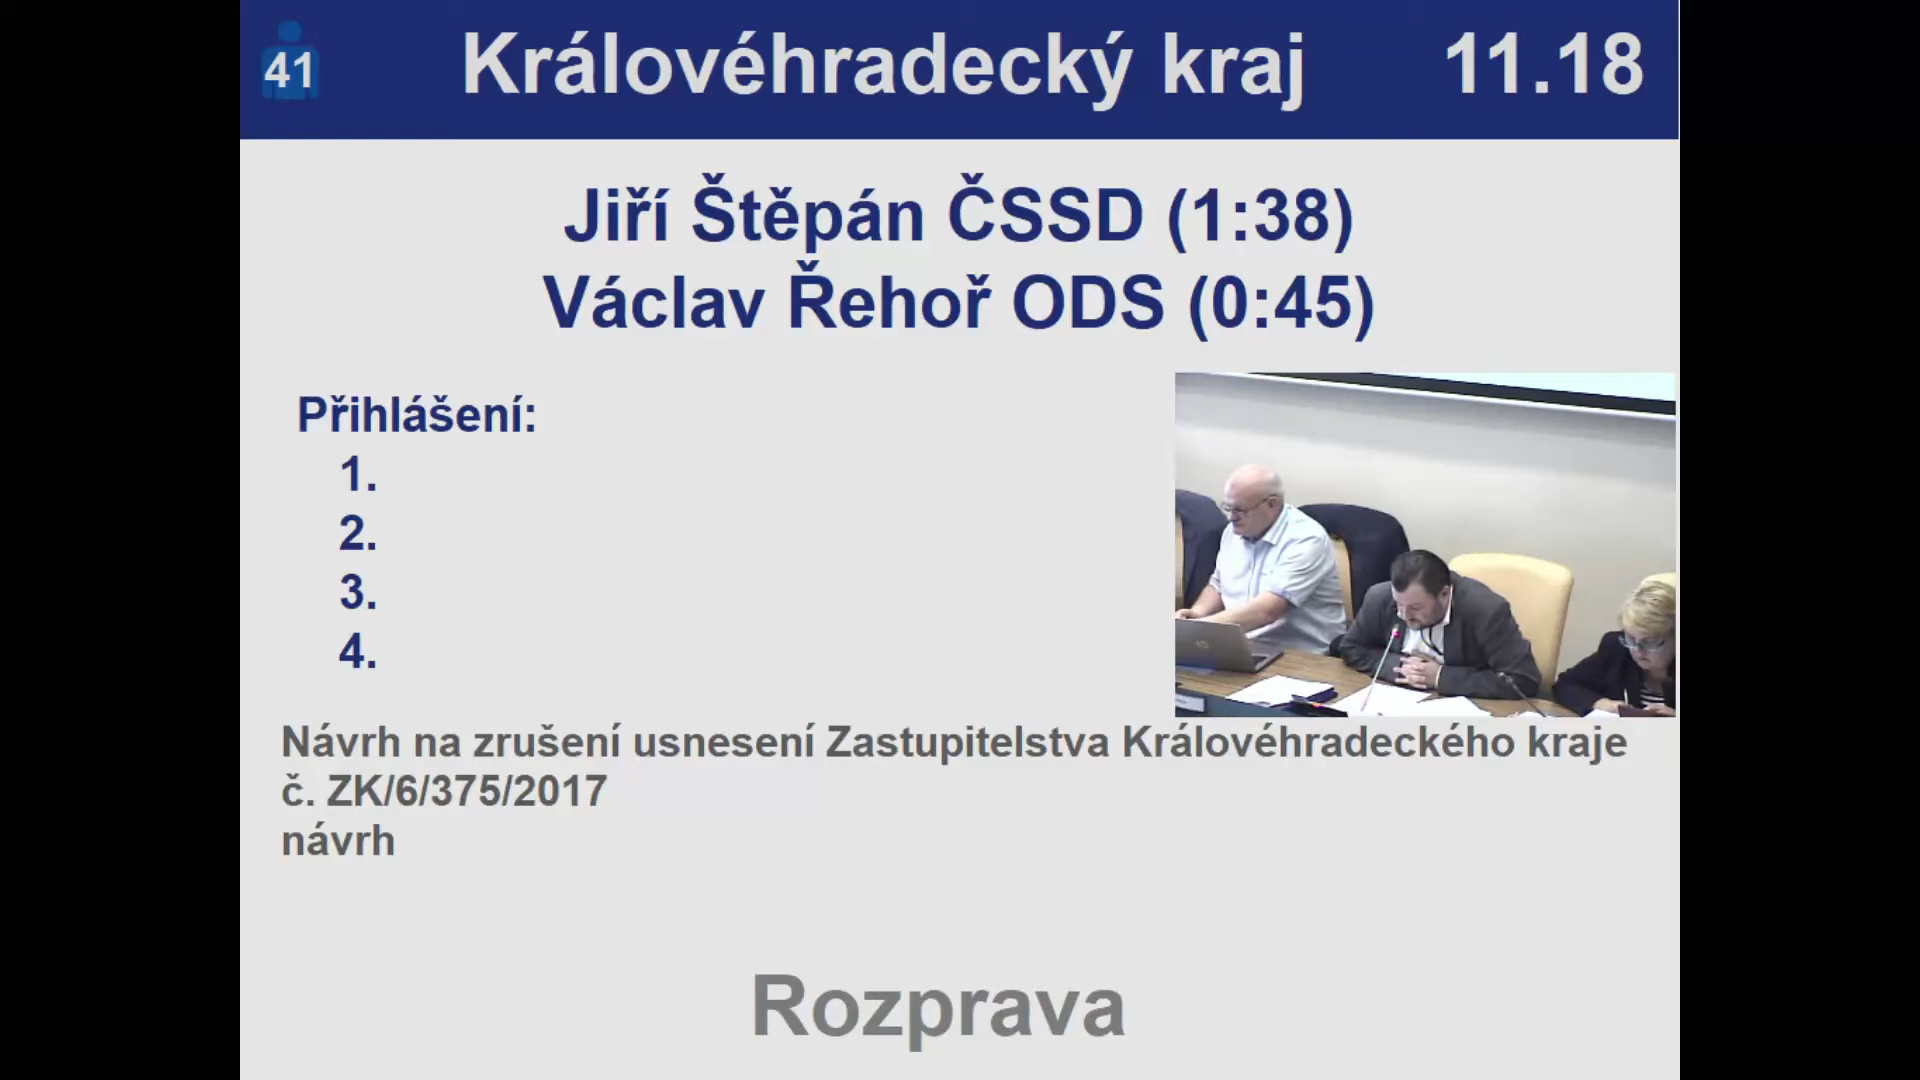 41
Královéhradecký kraj
11.18
Jiří Štěpán ČSSD (1:38)
Václav Řehoř ODS (0:45)
Přihlášení:
1.
2.
3.
4.
Návrh na zrušení usnesení Zastupitelstva Královéhradeckého kraje
č. ZK/6/375/2017
návrh
Rozprava